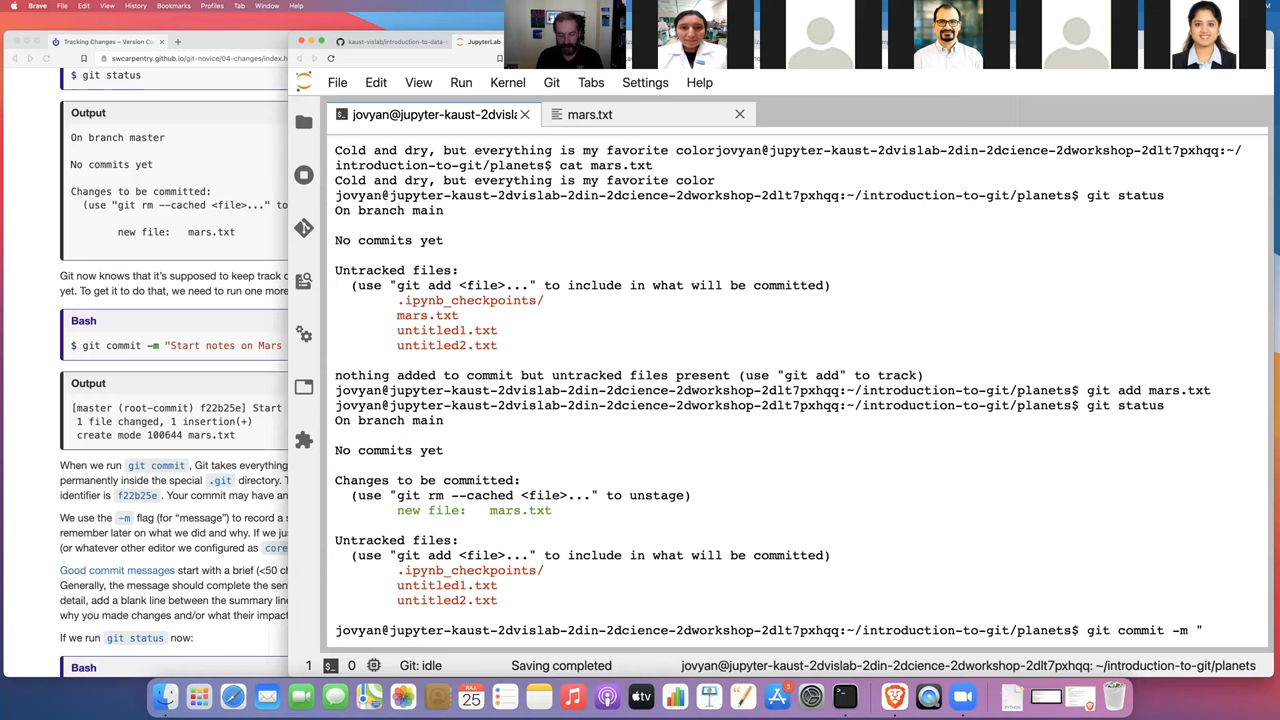 Brave File Edit View History Bookmarks Profiles Tab Window Help
Tracking Changes – Version C
kaust-vislab/introduction-to-data-
JupyterLab
swcarpentry.github.io/git-novice/04-changes/index.h
$ git status
Output
On branch master
No commits yet
Changes to be committed:
(use "git rm --cached <file>..." to
new file: mars.txt
Git now knows that it's supposed to keep track
yet. To get it to do that, we need to run one more
Bash
$ git commit -m "Start notes on Mars
Output
[master (root-commit) f22b25e] Start
1 file changed, 1 insertion(+)
create mode 100644 mars.txt
When we run git commit, Git takes everything
permanently inside the special .git directory.
identifier is f22b25e. Your commit may have an
We use the -m flag (for "message") to record a
remember later on what we did and why. If we
(or whatever other editor we configured as core
Good commit messages start with a brief (<50
Generally, the message should complete the
detail, add a blank line between the summary line
why you made changes and/or what their impact
If we run git status now:
Bash
File Edit View Run Kernel Git Tabs Settings Help
jovyan@jupyter-kaust-2dvisla
mars.txt
Cold and dry, but everything is my favorite colorjovyan@jupyter-kaust-2dvislab-2din-2dcience-2dworkshop-2dlt7pxhqq:~/
introduction-to-git/planets$ cat mars.txt
Cold and dry, but everything is my favorite color
jovyan@jupyter-kaust-2dvislab-2din-2dcience-2dworkshop-2dlt7pxhqq:~/introduction-to-git/planets$ git status
On branch main
No commits yet
Untracked files:
(use "git add <file>..." to include in what will be committed)
.ipynb_checkpoints/
mars.txt
untitled1.txt
untitled2.txt
nothing added to commit but untracked files present (use "git add" to track)
jovyan@jupyter-kaust-2dvislab-2din-2dcience-2dworkshop-2dlt7pxhqq:~/introduction-to-git/planets$ git add mars.txt
jovyan@jupyter-kaust-2dvislab-2din-2dcience-2dworkshop-2dlt7pxhqq:~/introduction-to-git/planets$ git status
On branch main
No commits yet
Changes to be committed:
(use "git rm --cached <file>..." to unstage)
new file: mars.txt
Untracked files:
(use "git add <file>..." to include in what will be committed)
.ipynb_checkpoints/
untitled1.txt
untitled2.txt
jovyan@jupyter-kaust-2dvislab-2din-2dcience-2dworkshop-2dlt7pxhqq:~/introduction-to-git/planets$ git commit -m "
1 $_ 0 Git: idle Saving completed jovyan@jupyter-kaust-2dvislab-2din-2dcience-2dworkshop-2dlt7pxhqq: ~/introduction-to-git/planets
25
tv
3